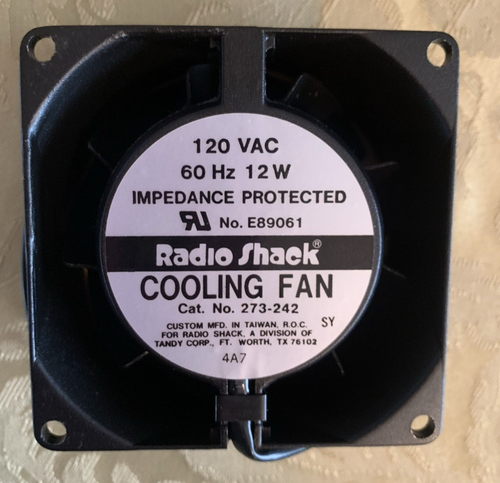 120 VAC
60 Hz 12 W
IMPEDANCE PROTECTED
RU No. E89061
Radio Shack®
COOLING FAN
Cat. No. 273-242
CUSTOM MFD. IN TAIWAN, R.O.C. SY
FOR RADIO SHACK, A DIVISION OF
TANDY CORP., FT. WORTH, TX 76102
4A7